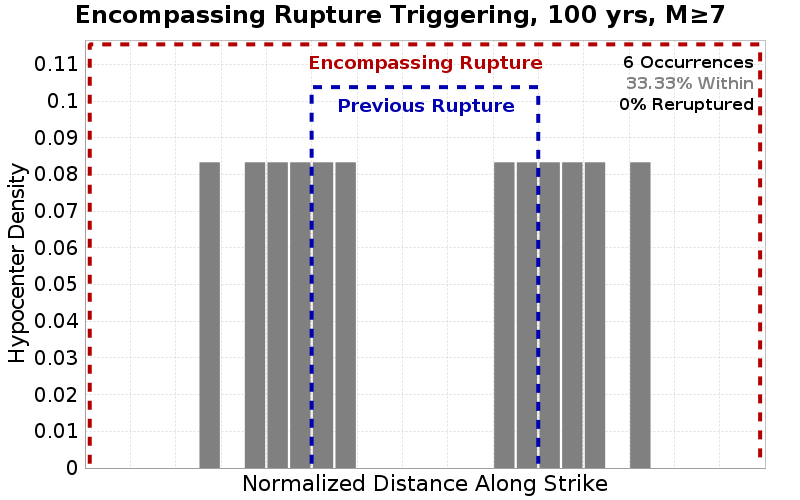 Encompassing Rupture Triggering, 100 yrs, M≥7
Encompassing Rupture
Previous Rupture
6 Occurrences
33.33% Within
0% Reruptured
Hypocenter Density
0.11
0.1
0.09
0.08
0.07
0.06
0.05
0.04
0.03
0.02
0.01
0
Normalized Distance Along Strike